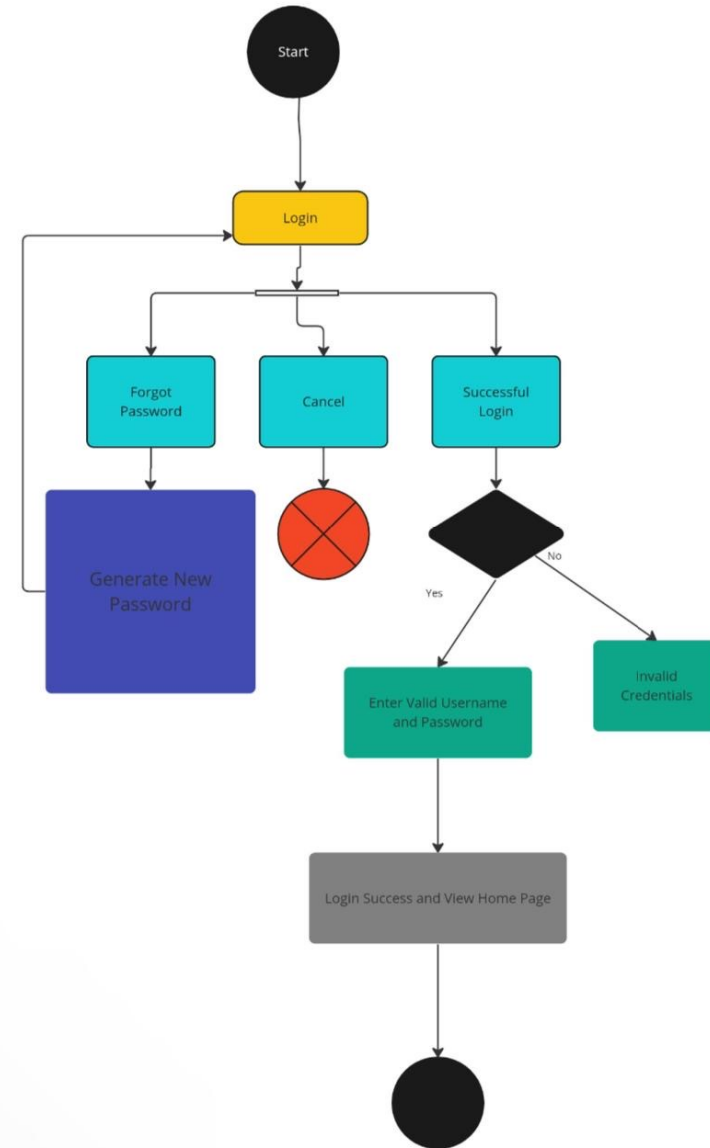 Start
Login
Forgot
Password
Cancel
Successful
Login
Generate New
Password
No
Yes
Enter Valid Username
and Password
Invalid
Credentials
Login Success and View Home Page